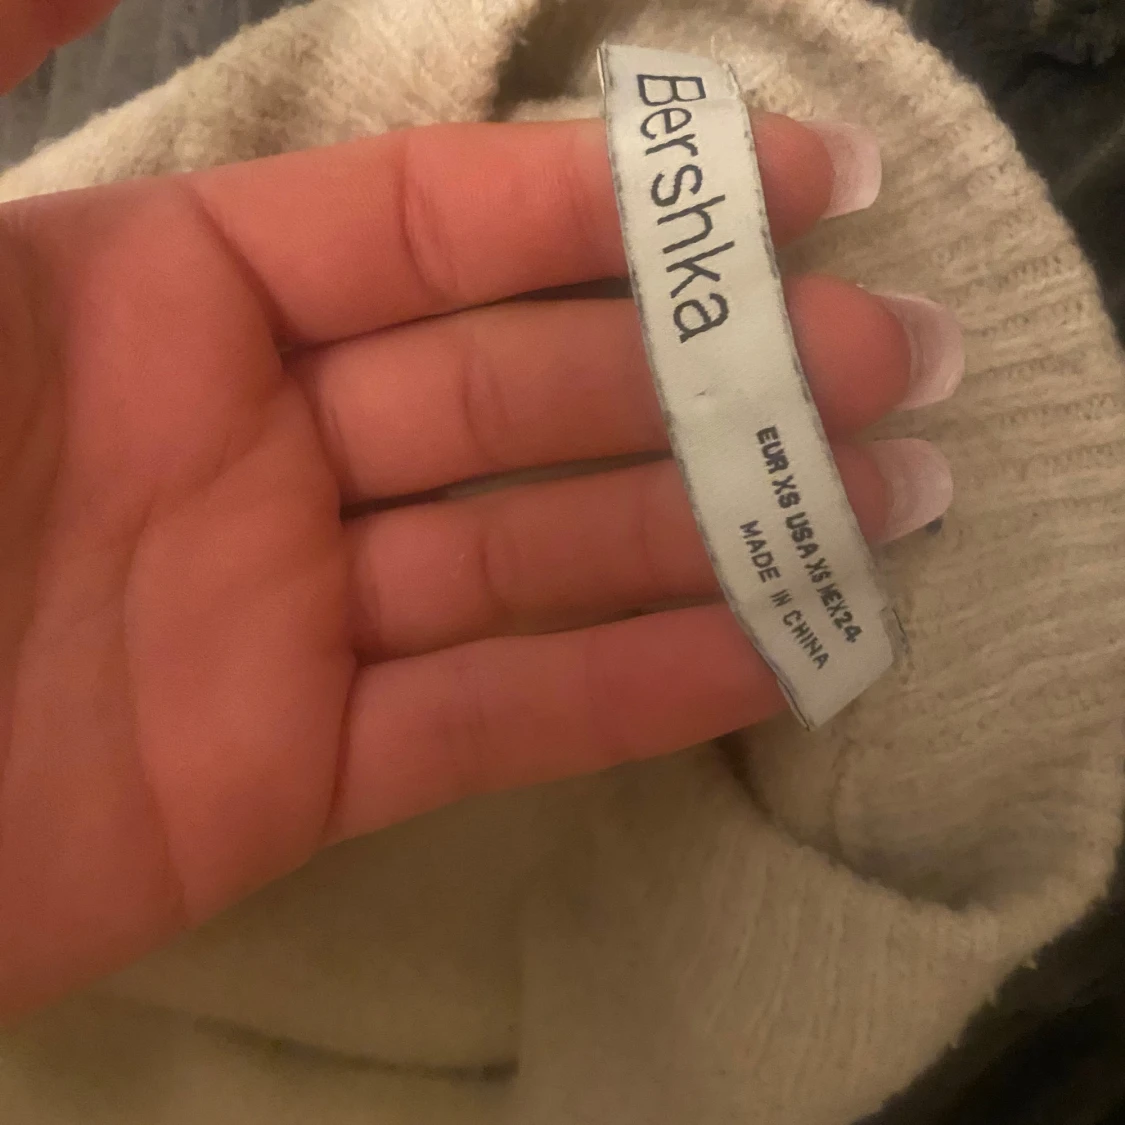 Bershka
EUR XS USA XS MEX24
MADE IN CHINA